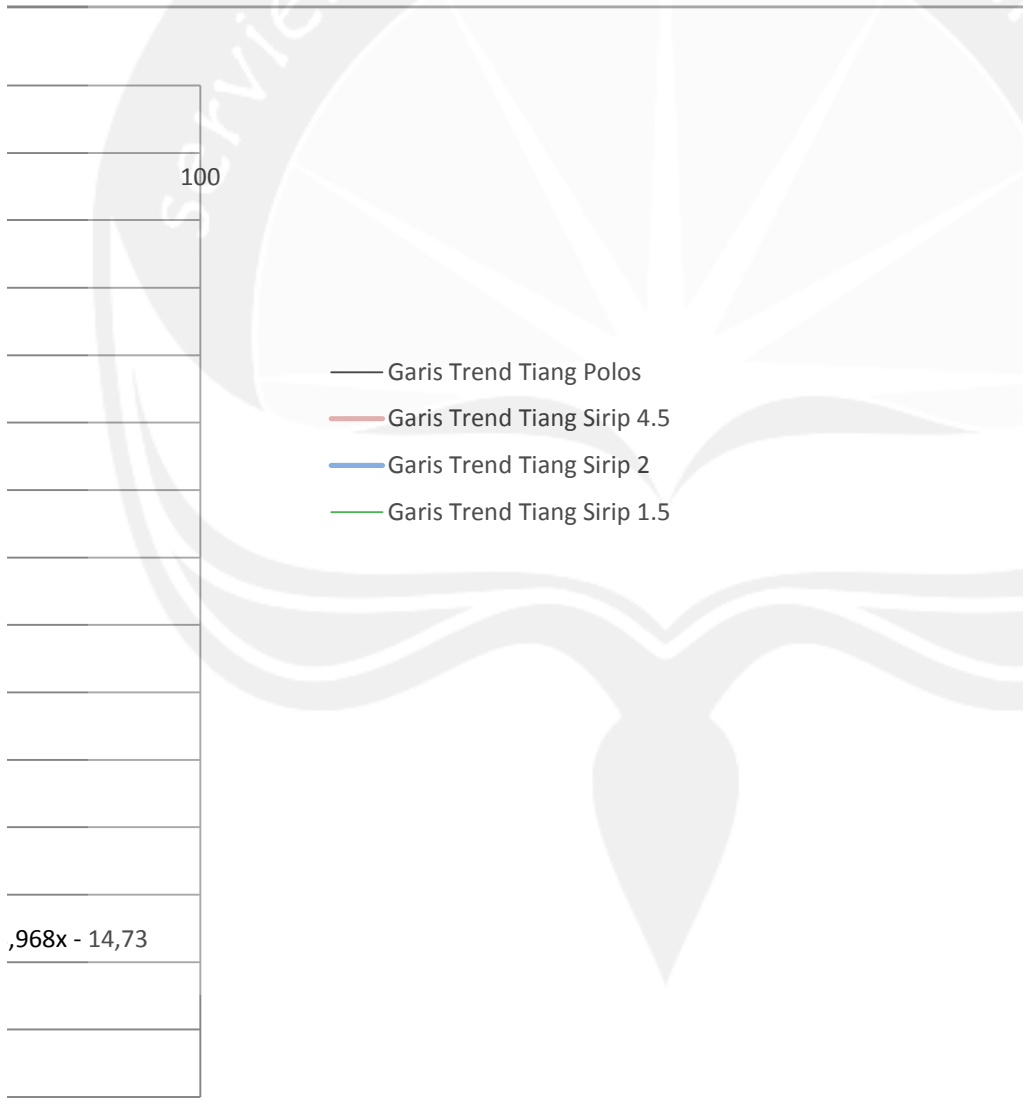 100
Garis Trend Tiang Polos
Garis Trend Tiang Sirip 4.5
Garis Trend Tiang Sirip 2
Garis Trend Tiang Sirip 1.5
,968x - 14,73